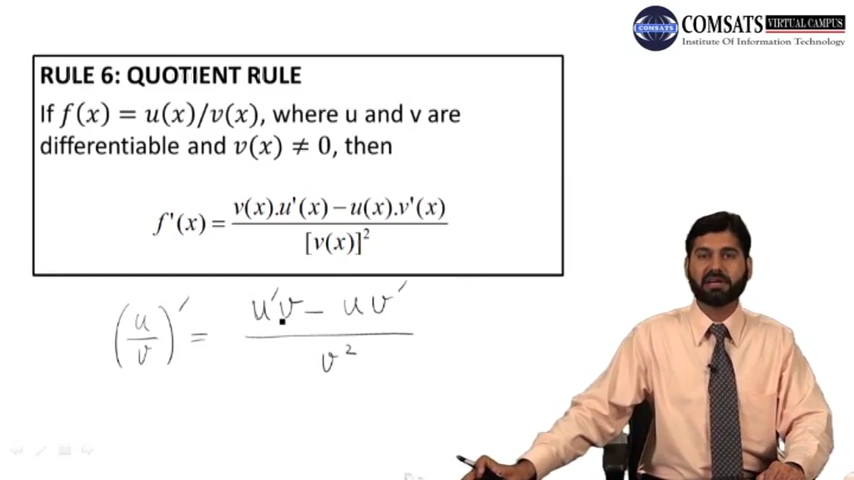 COMSATS VIRTUAL CAMPUS
COMSATS
Institute Of Information Technology
RULE 6: QUOTIENT RULE
If f(x) = u(x)/v(x), where u and v are
differentiable and v(x) ≠ 0, then
f'(x) = (v(x).u'(x) − u(x).v'(x)) / [v(x)]²
(u/v)′ = (u′v − uv′) / v²